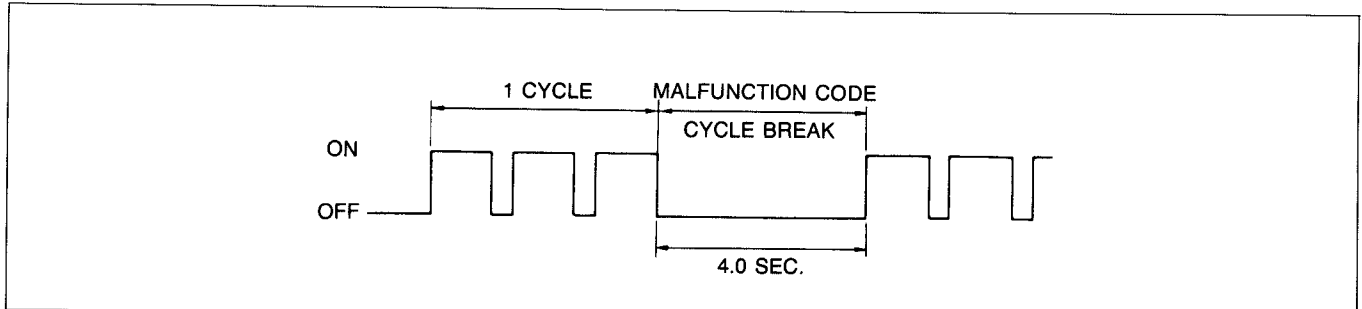 1 CYCLE
MALFUNCTION CODE
CYCLE BREAK
ON
OFF
4.0 SEC.